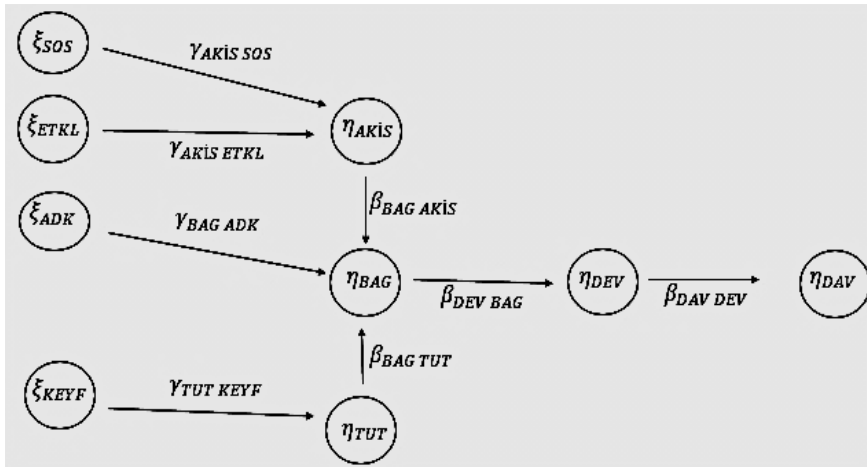 ξSOS
γAKİS SOS
ξETKL
ηAKİS
γAKİS ETKL
ξADK
γBAG ADK
βBAG AKİS
ηBAG
βDEV BAG
ηDEV
βDAV DEV
ηDAV
βBAG TUT
ξKEYF
γTUT KEYF
ηTUT